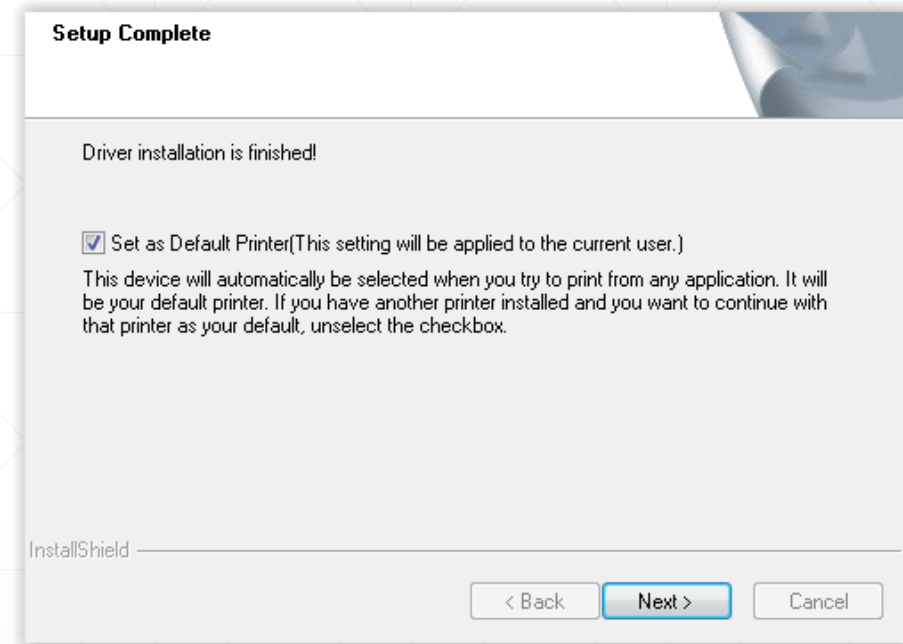 Setup Complete
Driver installation is finished!
Set as Default Printer(This setting will be applied to the current user.)
This device will automatically be selected when you try to print from any application. It will
be your default printer. If you have another printer installed and you want to continue with
that printer as your default, unselect the checkbox.
InstallShield
< Back
Next >
Cancel